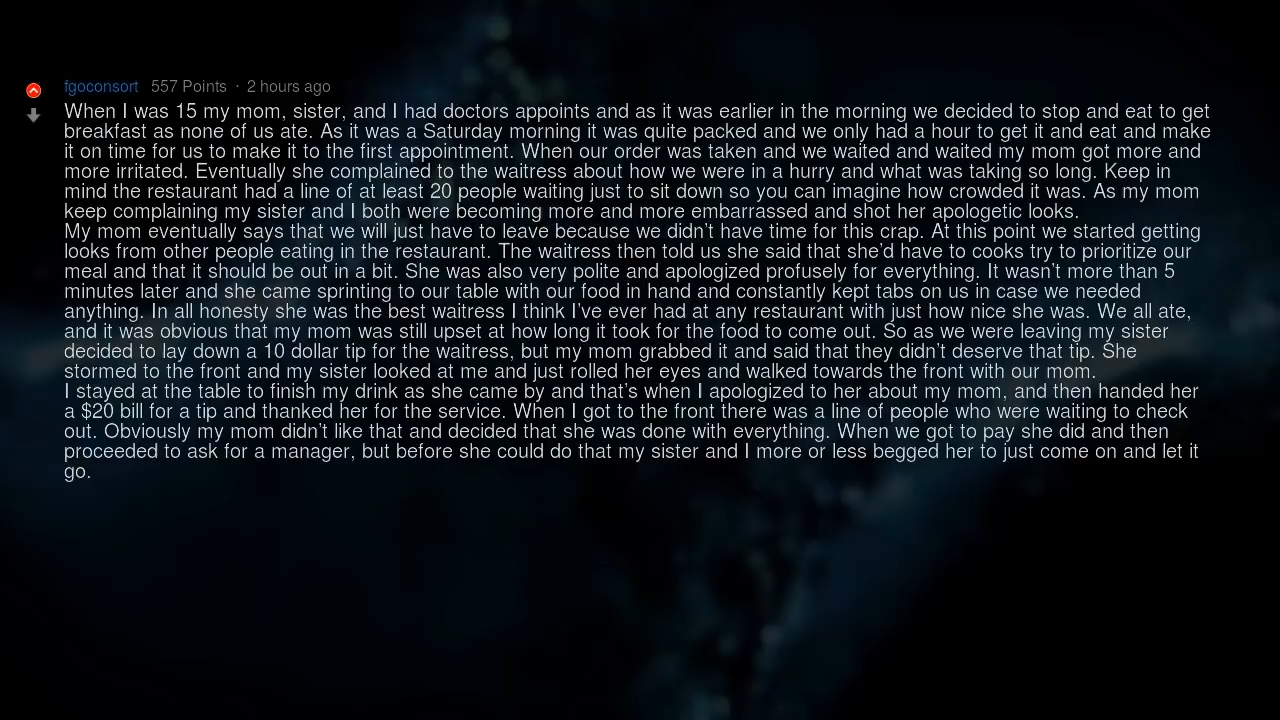 fgoconsort 557 Points · 2 hours ago
When I was 15 my mom, sister, and I had doctors appoints and as it was earlier in the morning we decided to stop and eat to get
breakfast as none of us ate. As it was a Saturday morning it was quite packed and we only had a hour to get it and eat and make
it on time for us to make it to the first appointment. When our order was taken and we waited and waited my mom got more and
more irritated. Eventually she complained to the waitress about how we were in a hurry and what was taking so long. Keep in
mind the restaurant had a line of at least 20 people waiting just to sit down so you can imagine how crowded it was. As my mom
keep complaining my sister and I both were becoming more and more embarrassed and shot her apologetic looks.
My mom eventually says that we will just have to leave because we didn't have time for this crap. At this point we started getting
looks from other people eating in the restaurant. The waitress then told us she said that she'd have to cooks try to prioritize our
meal and that it should be out in a bit. She was also very polite and apologized profusely for everything. It wasn't more than 5
minutes later and she came sprinting to our table with our food in hand and constantly kept tabs on us in case we needed
anything. In all honesty she was the best waitress I think I've ever had at any restaurant with just how nice she was. We all ate,
and it was obvious that my mom was still upset at how long it took for the food to come out. So as we were leaving my sister
decided to lay down a 10 dollar tip for the waitress, but my mom grabbed it and said that they didn't deserve that tip. She
stormed to the front and my sister looked at me and just rolled her eyes and walked towards the front with our mom.
I stayed at the table to finish my drink as she came by and that's when I apologized to her about my mom, and then handed her
a $20 bill for a tip and thanked her for the service. When I got to the front there was a line of people who were waiting to check
out. Obviously my mom didn't like that and decided that she was done with everything. When we got to pay she did and then
proceeded to ask for a manager, but before she could do that my sister and I more or less begged her to just come on and let it
go.